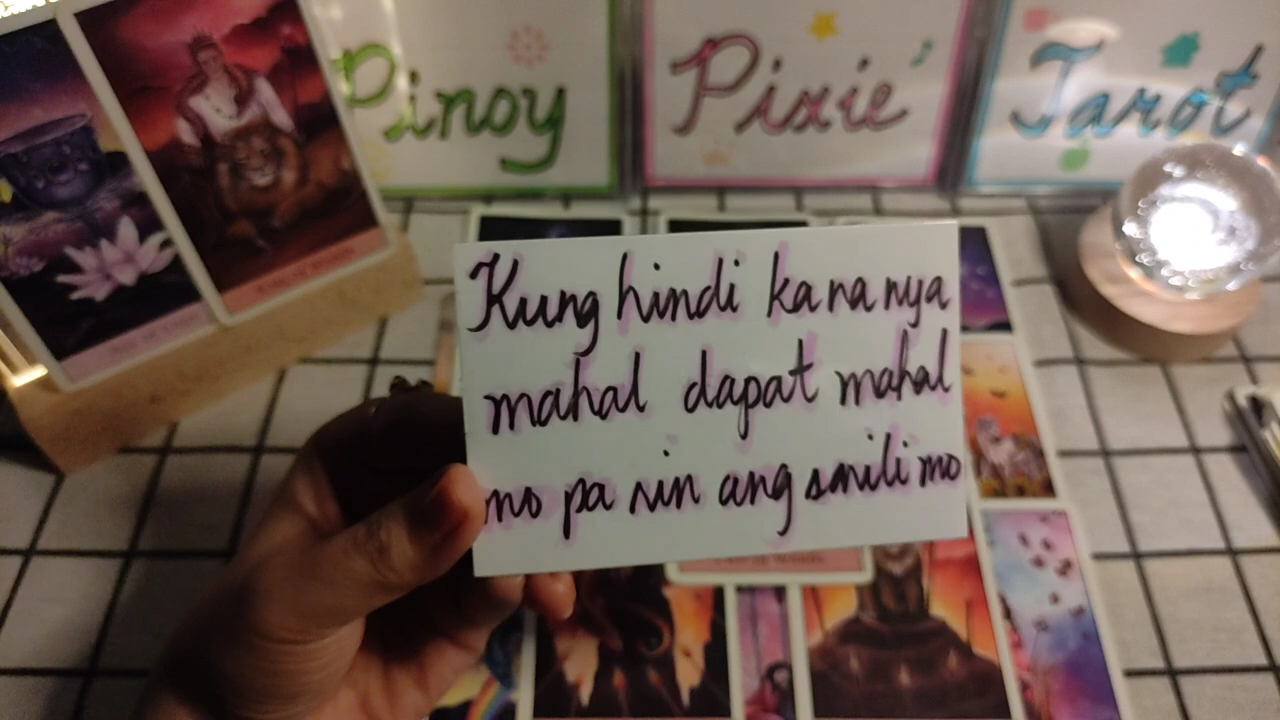 Pinoy Pixie Tarot
Kung hindi ka na nya
mahal dapat mahal
mo pa rin ang sarili mo